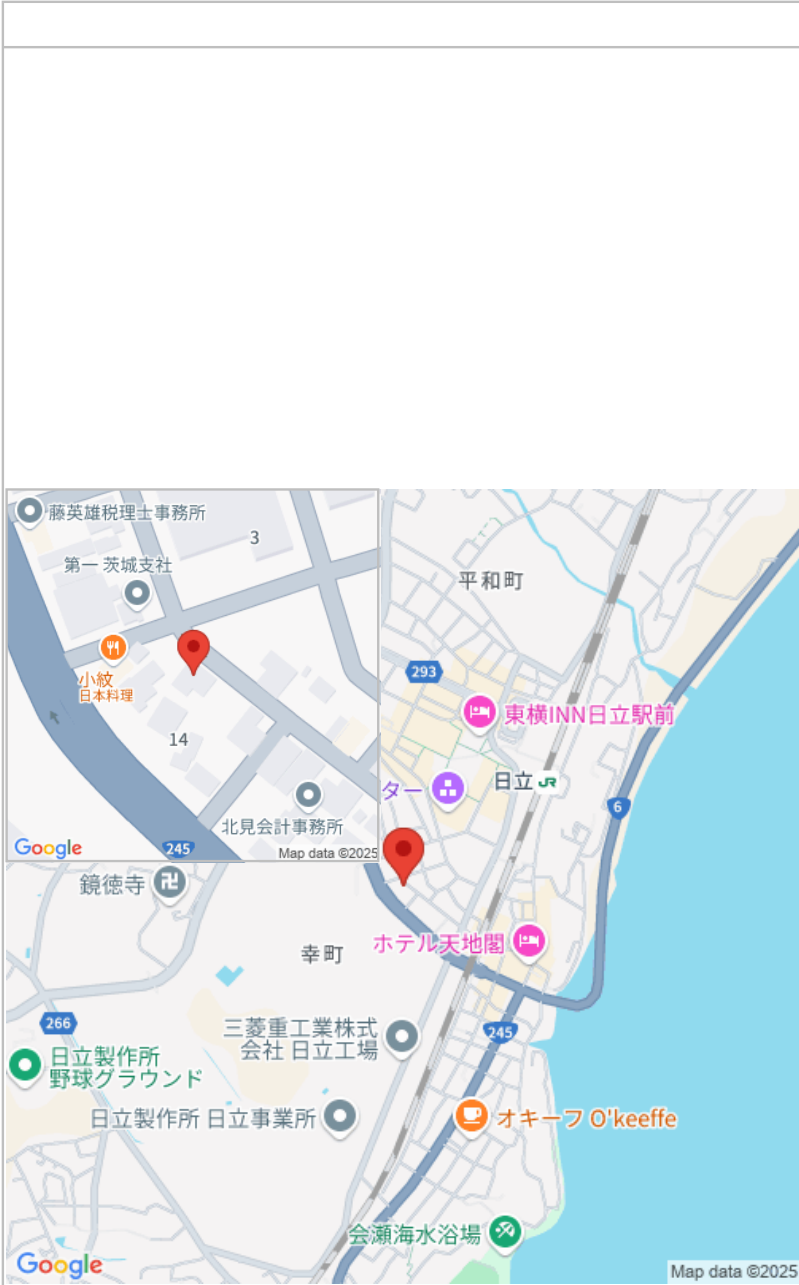 藤英雄税理士事務所
3
第一 茨城支社
小紋
日本料理
14
北見会計事務所
245
Google
Map data ©2025
平和町
293
東横INN日立駅前
ター
日立
JR
6
鏡徳寺
幸町
ホテル天地閣
266
三菱重工業株式
会社 日立工場
245
日立製作所
野球グラウンド
日立製作所 日立事業所
オキーフ O'keeffe
会瀬海水浴場
Google
Map data ©2025